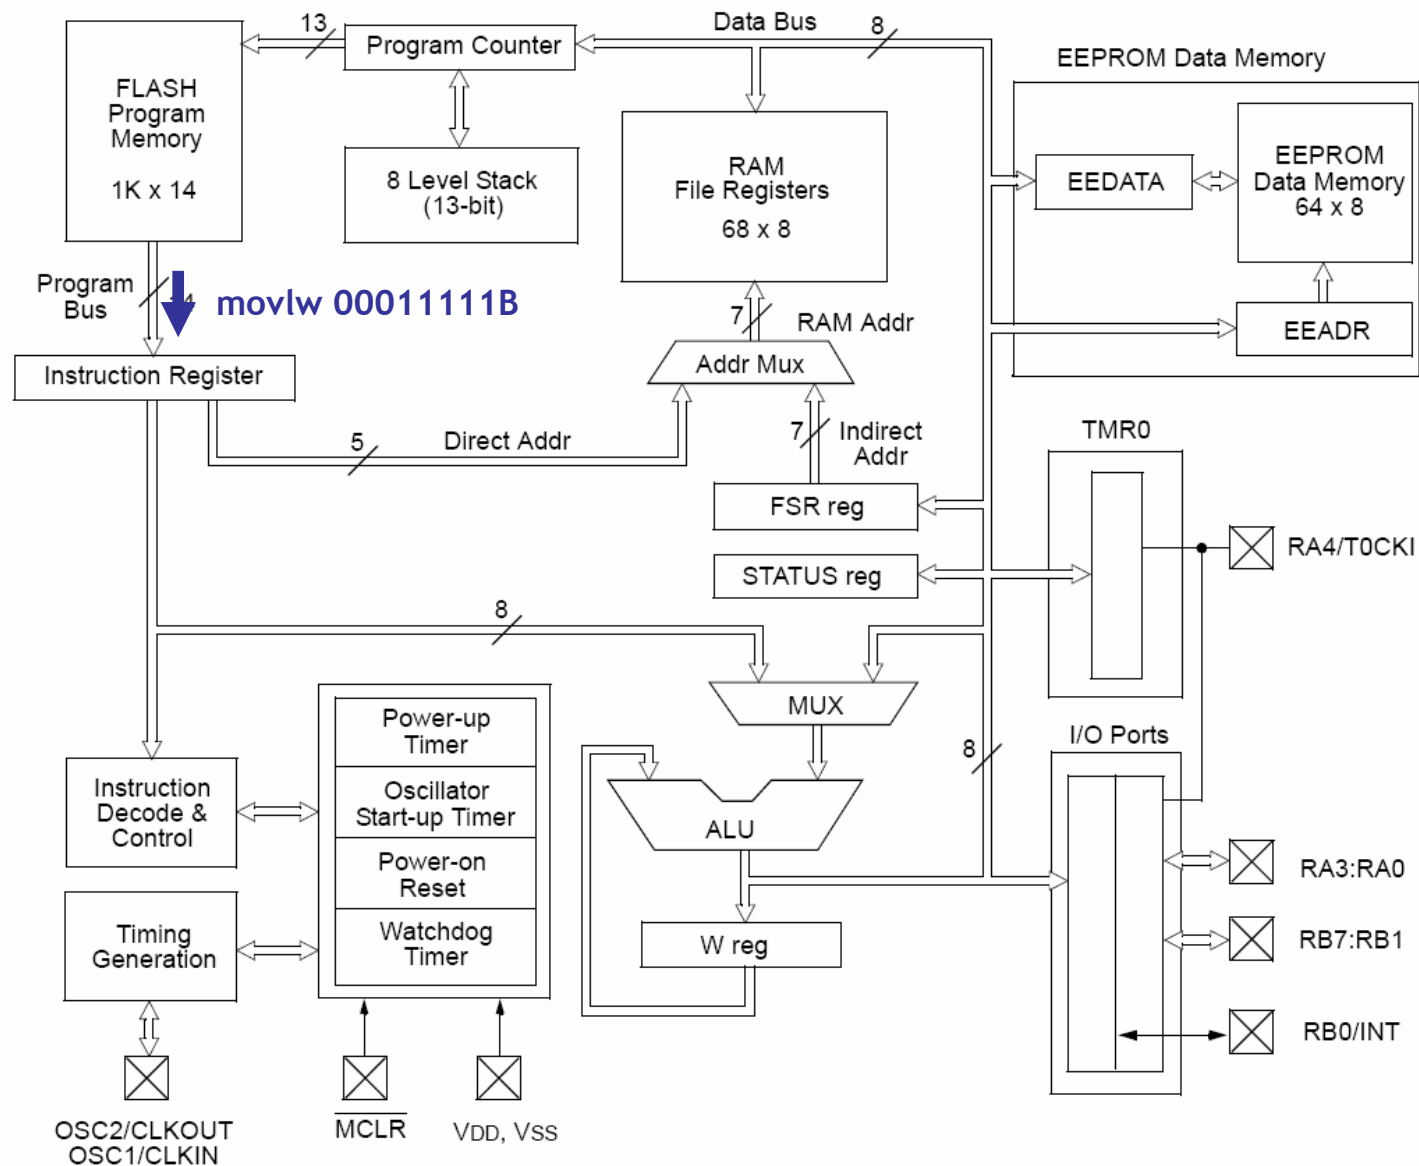 13
Data Bus
8
Program Counter
EEPROM Data Memory
FLASH
Program
Memory
1K x 14
8 Level Stack
(13-bit)
RAM
File Registers
68 x 8
EEDATA
EEPROM
Data Memory
64 x 8
Program
Bus
movlw 00011111B
7
RAM Addr
EEADR
Instruction Register
Addr Mux
5
Direct Addr
7
Indirect
Addr
TMR0
FSR reg
RA4/T0CKI
STATUS reg
8
MUX
Power-up
Timer
8
I/O Ports
Instruction
Decode &
Control
Oscillator
Start-up Timer
ALU
Power-on
Reset
RA3:RA0
Timing
Generation
Watchdog
Timer
W reg
RB7:RB1
RB0/INT
OSC2/CLKOUT
OSC1/CLKIN
MCLR
VDD, VSS